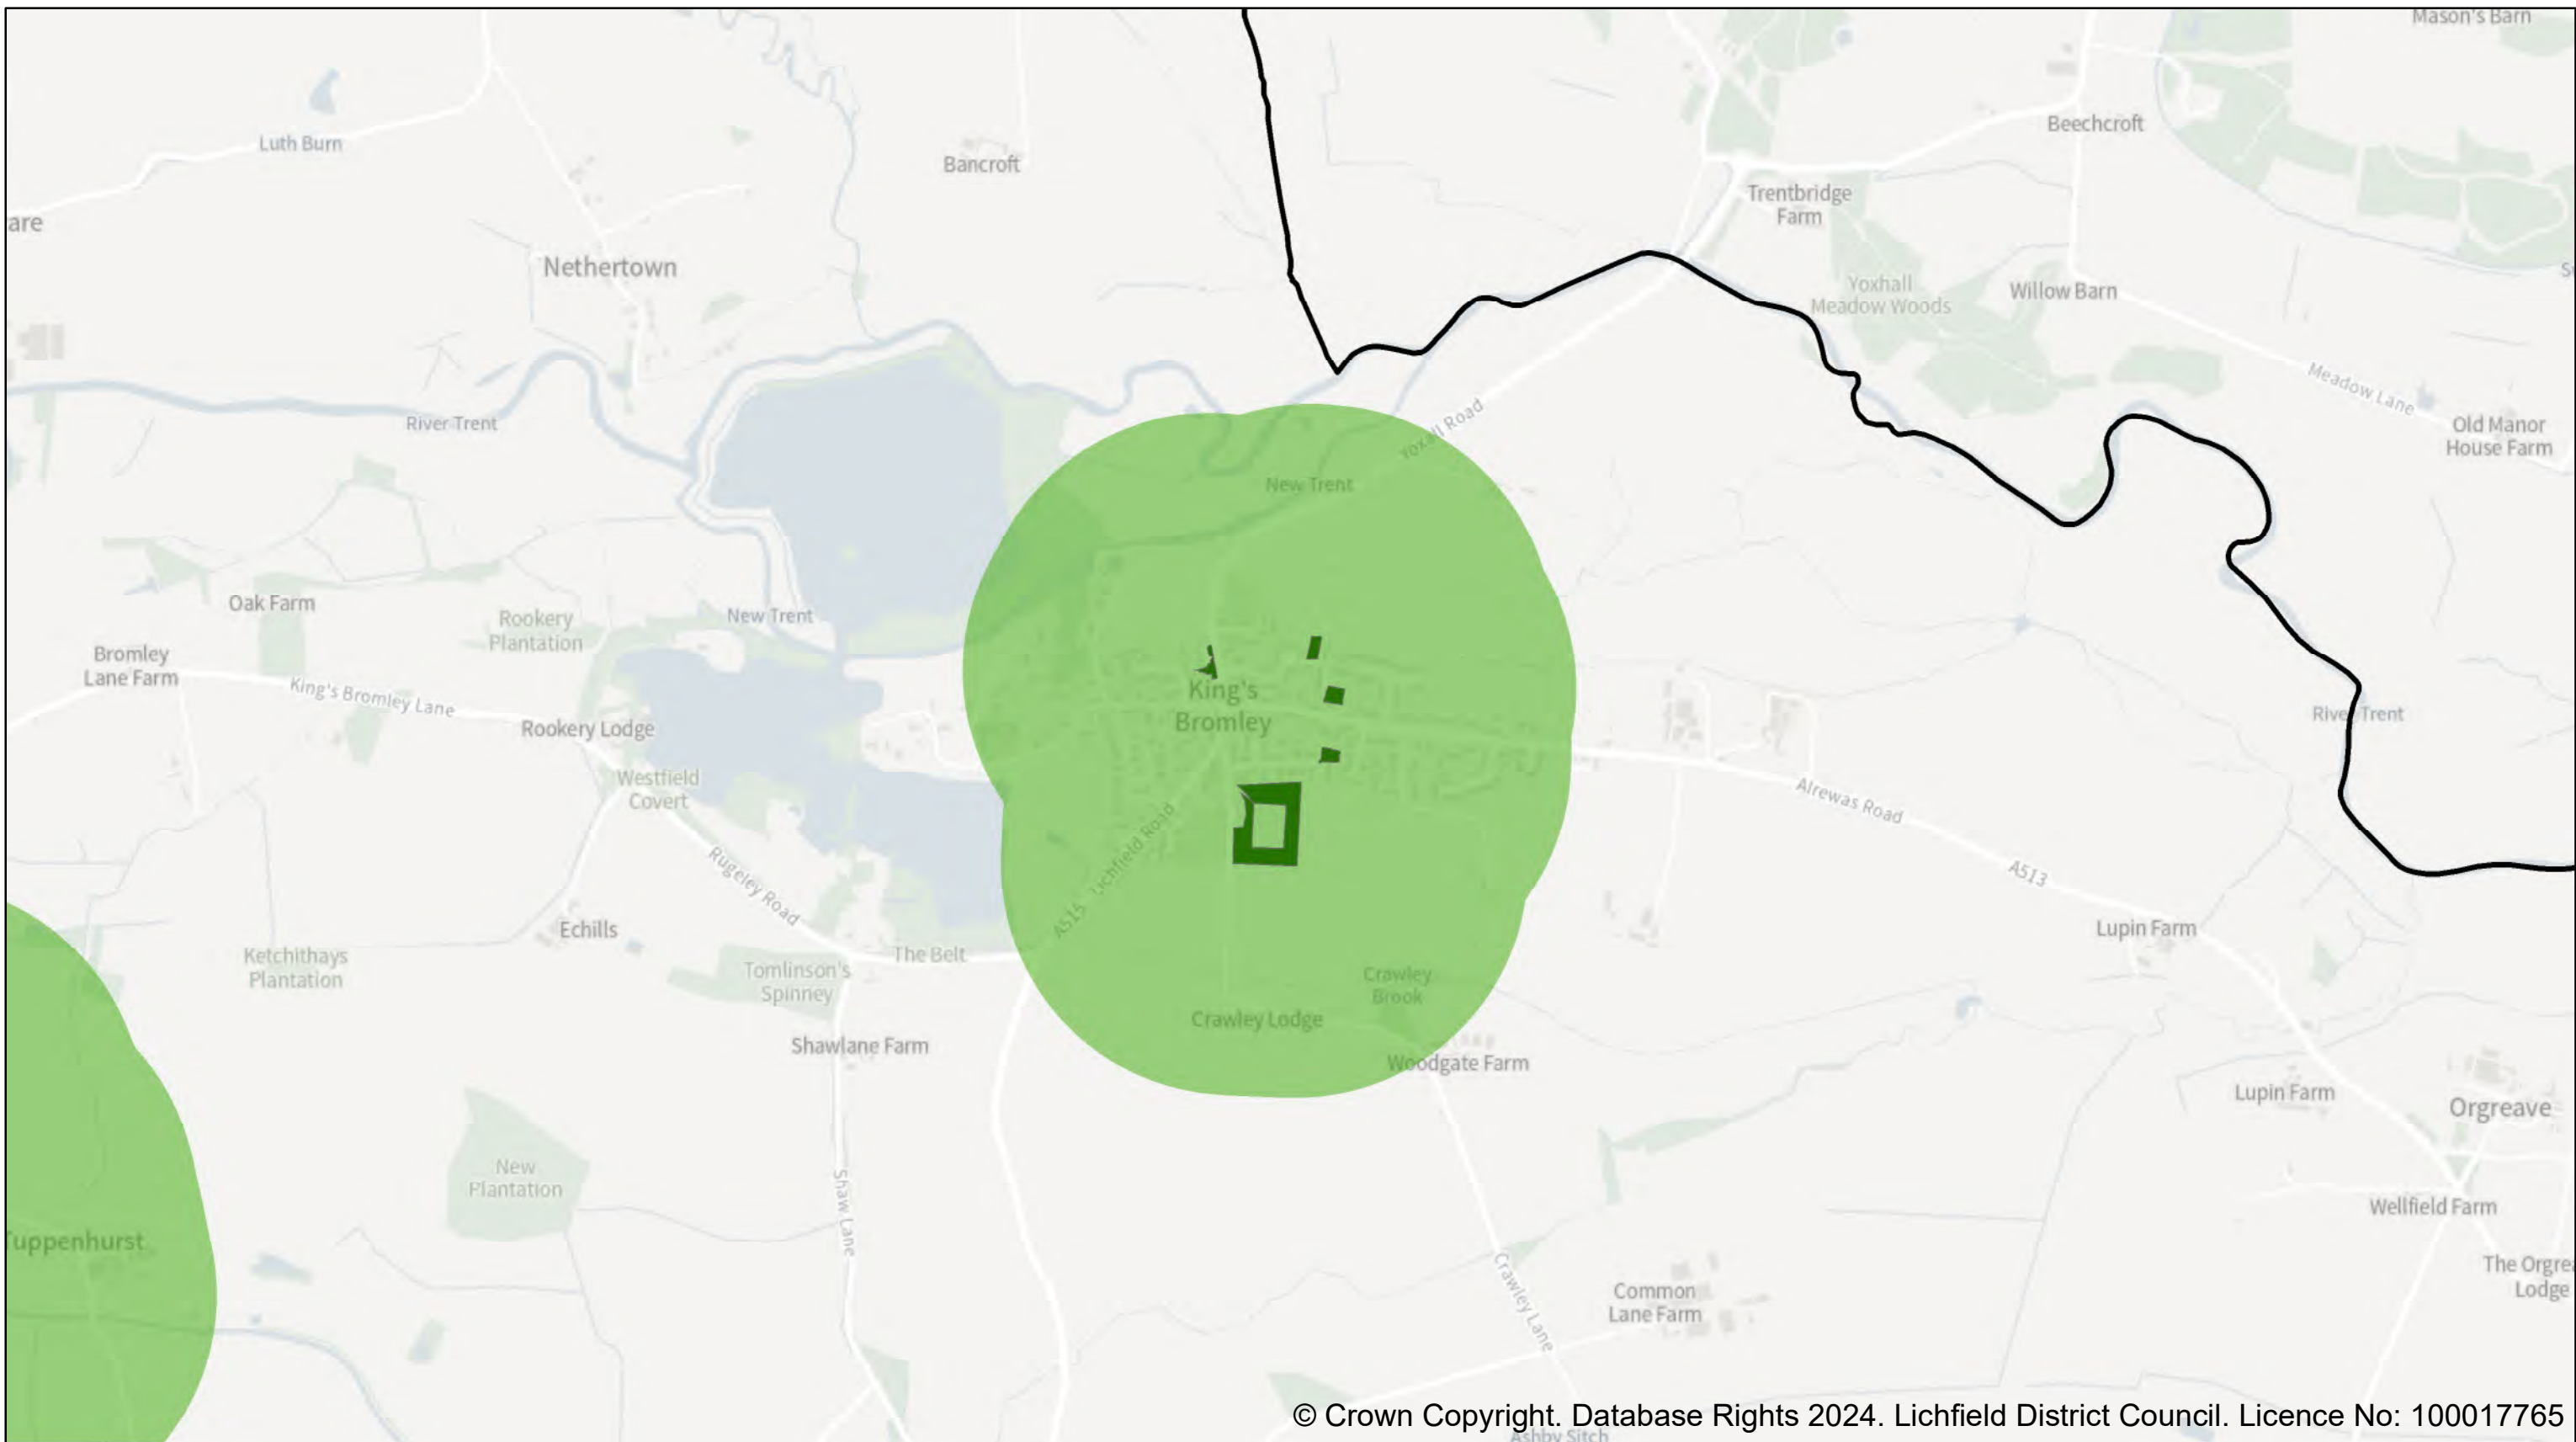 Mason's Barn
Luth Burn
Bancroft
Beechcroft
are
Trentbridge
Farm
Nethertown
Yoxhall
Meadow Woods
Willow Barn
Meadow Lane
River Trent
Yoxall Road
Old Manor
House Farm
New Trent
Oak Farm
Rookery
Plantation
New Trent
Bromley
Lane Farm
King's Bromley Lane
King's
Bromley
Rookery Lodge
River Trent
Westfield
Covert
Alrewas Road
A515 Lichfield Road
Rugeley Road
A513
Echills
Lupin Farm
Ketchithays
Plantation
The Belt
Tomlinson's
Spinney
Crawley
Brook
Crawley Lodge
Shawlane Farm
Woodgate Farm
Lupin Farm
Orgreave
New
Plantation
Shaw Lane
Wellfield Farm
Tuppenhurst
The Orgrea
Lodge
Crawley Lane
Common
Lane Farm
© Crown Copyright. Database Rights 2024. Lichfield District Council. Licence No: 100017765
Ashby Sitch